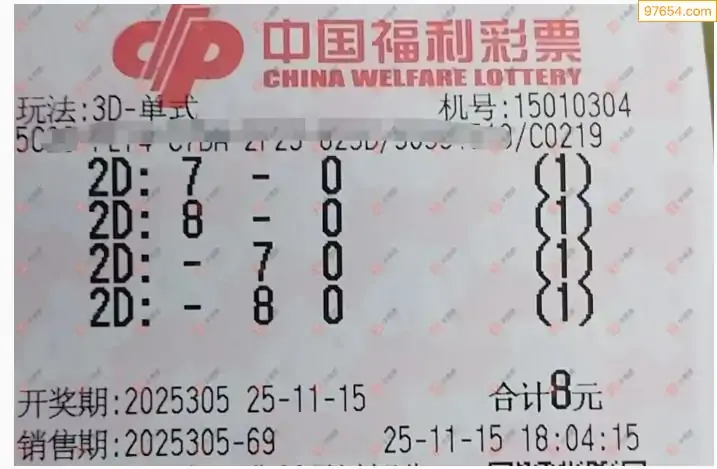 97654.com
中国福利彩票
CHINA WELFARE LOTTERY
玩法:3D-单式 机号:15010304
/C0219
2D: 7 - 0 (1)
2D: 8 - 0 (1)
2D: - 7 0 (1)
2D: - 8 0 (1)
开奖期:2025305 25-11-15 合计8元
销售期:2025305-69 25-11-15 18:04:15